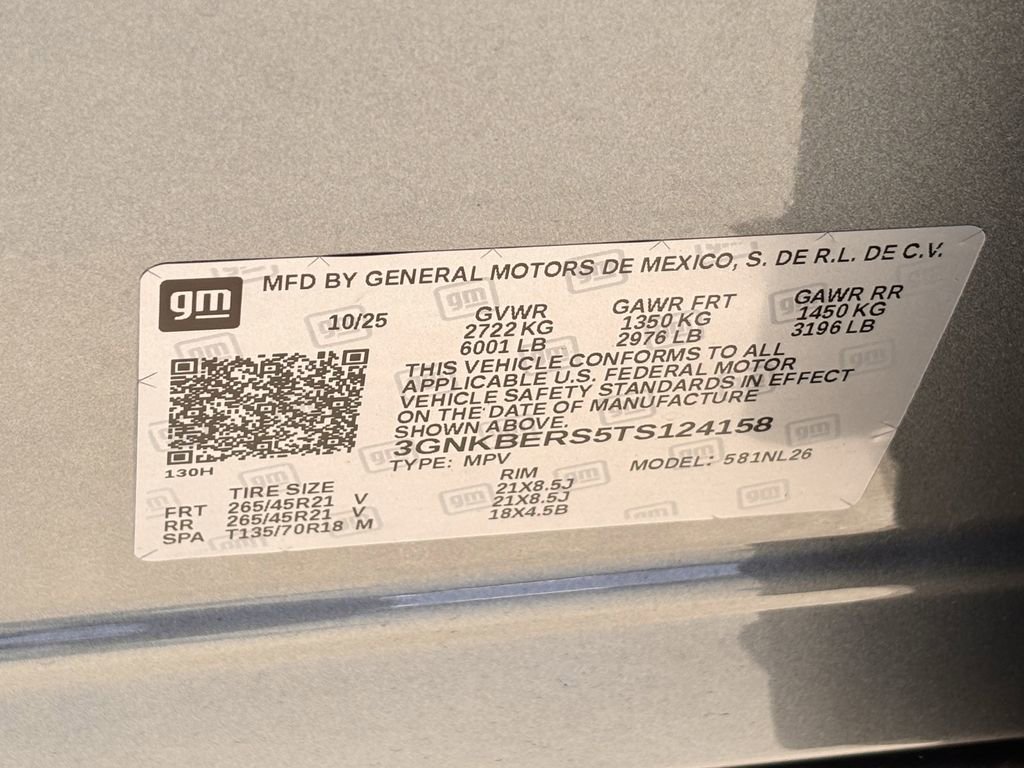 gm MFD BY GENERAL MOTORS DE MEXICO, S. DE R.L. DE C.V.
10/25
GVWR GAWR FRT GAWR RR
2722 KG 1350 KG 1450 KG
6001 LB 2976 LB 3196 LB
THIS VEHICLE CONFORMS TO ALL
APPLICABLE U.S. FEDERAL MOTOR
VEHICLE SAFETY STANDARDS IN EFFECT
ON THE DATE OF MANUFACTURE
SHOWN ABOVE.
3GNKBERS5TS124158
130H
TYPE: MPV MODEL: 581NL26
TIRE SIZE RIM
FRT 265/45R21 V 21X8.5J
RR 265/45R21 V 21X8.5J
SPA T135/70R18 M 18X4.5B